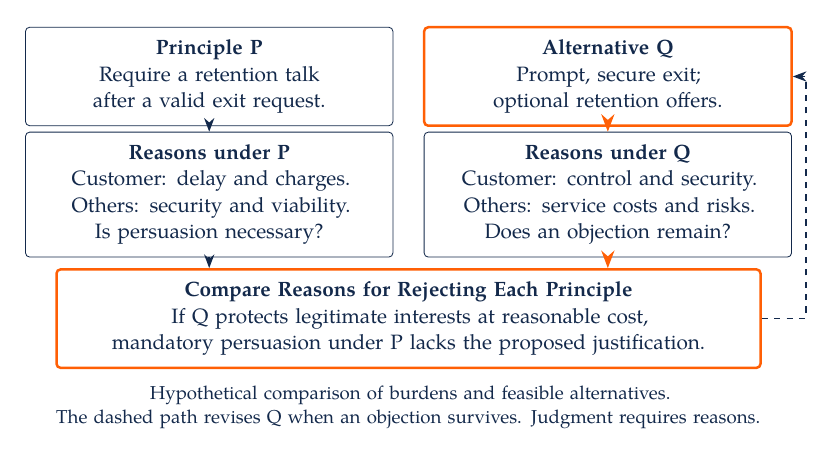 Principle P
Require a retention talk
after a valid exit request.
Alternative Q
Prompt, secure exit;
optional retention offers.
Reasons under P
Customer: delay and charges.
Others: security and viability.
Is persuasion necessary?
Reasons under Q
Customer: control and security.
Others: service costs and risks.
Does an objection remain?
Compare Reasons for Rejecting Each Principle
If Q protects legitimate interests at reasonable cost,
mandatory persuasion under P lacks the proposed justification.
Hypothetical comparison of burdens and feasible alternatives.
The dashed path revises Q when an objection survives. Judgment requires reasons.